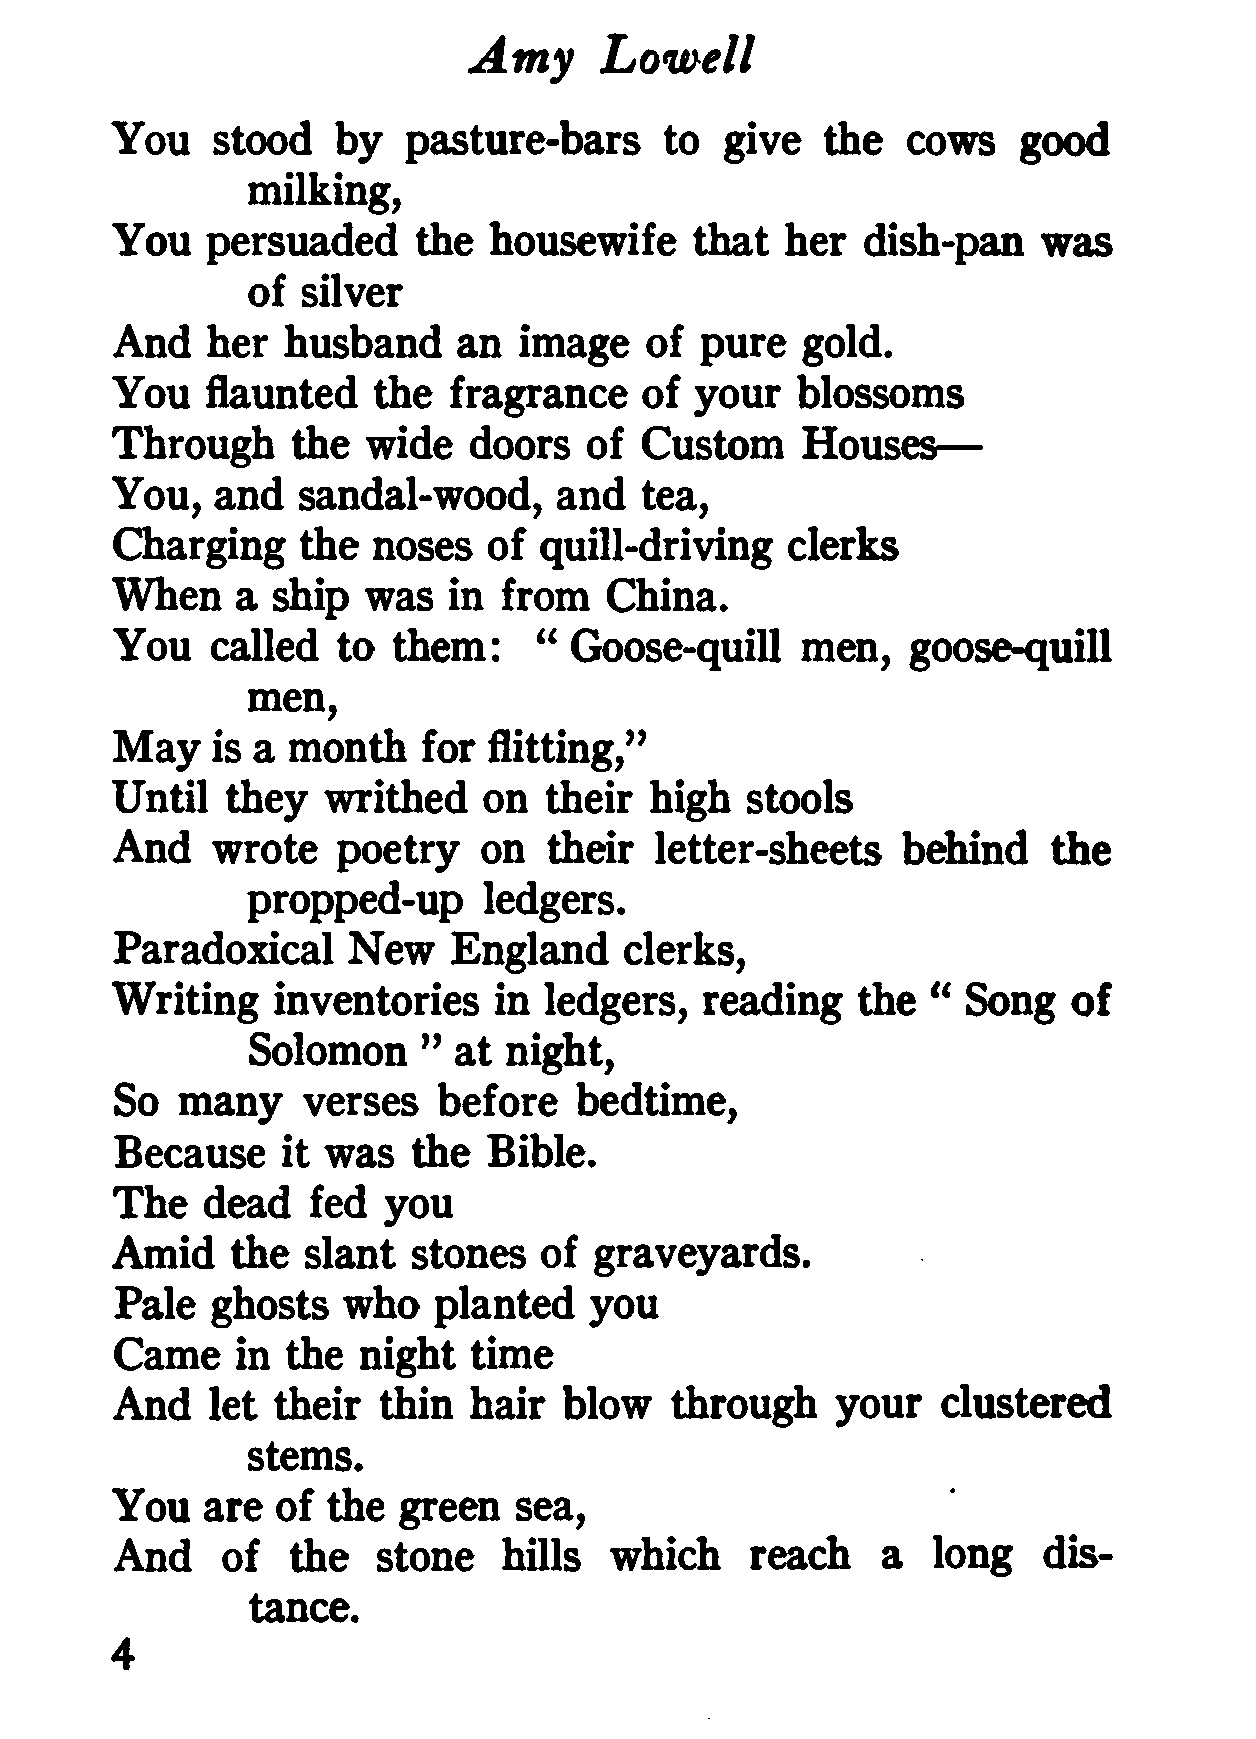 Amy Lowell
You stood by pasture-bars to give the cows good
milking,
You persuaded the housewife that her dish-pan was
of silver
And her husband an image of pure gold.
You flaunted the fragrance of your blossoms
Through the wide doors of Custom Houses—
You, and sandal-wood, and tea,
Charging the noses of quill-driving clerks
When a ship was in from China.
You called to them: “ Goose-quill men, goose-quill
men,
May is a month for flitting,”
Until they writhed on their high stools
And wrote poetry on their letter-sheets behind the
propped-up ledgers.
Paradoxical New England clerks,
Writing inventories in ledgers, reading the “ Song of
Solomon ” at night,
So many verses before bedtime,
Because it was the Bible.
The dead fed you
Amid the slant stones of graveyards.
Pale ghosts who planted you
Came in the night time
And let their thin hair blow through your clustered
stems.
You are of the green sea,
And of the stone hills which reach a long dis-
tance.
4